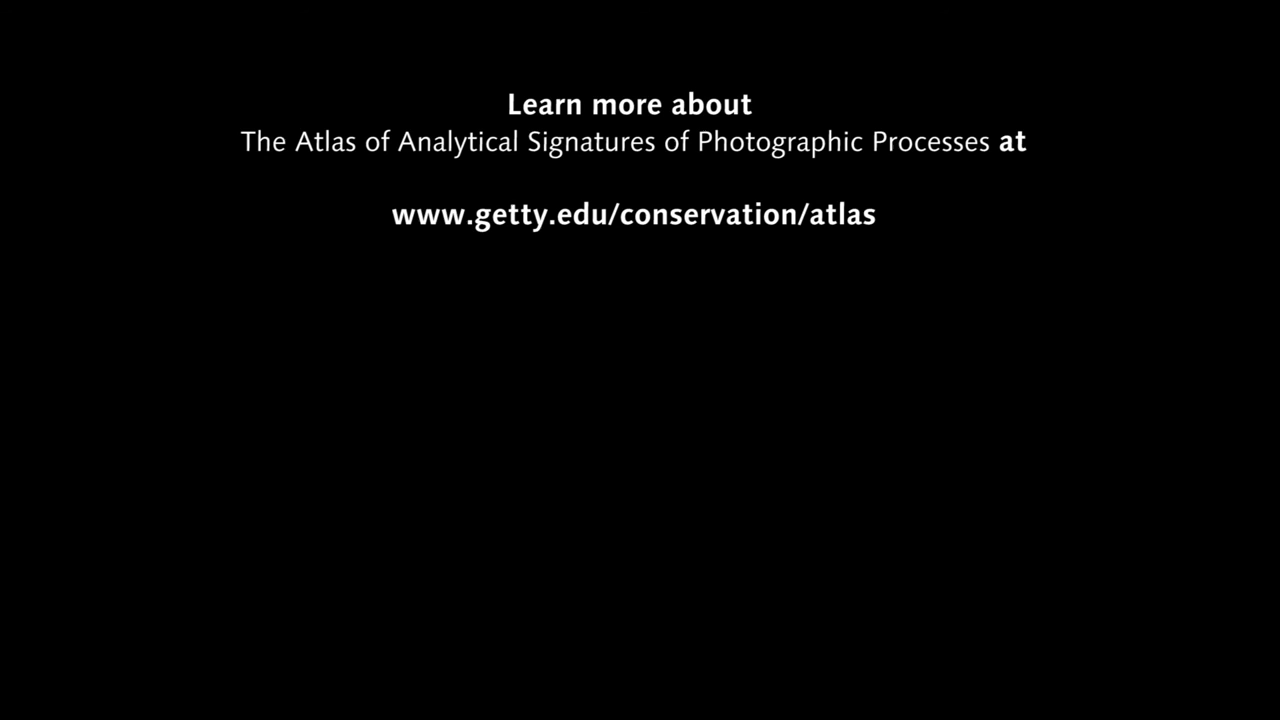 Learn more about
The Atlas of Analytical Signatures of Photographic Processes at
www.getty.edu/conservation/atlas